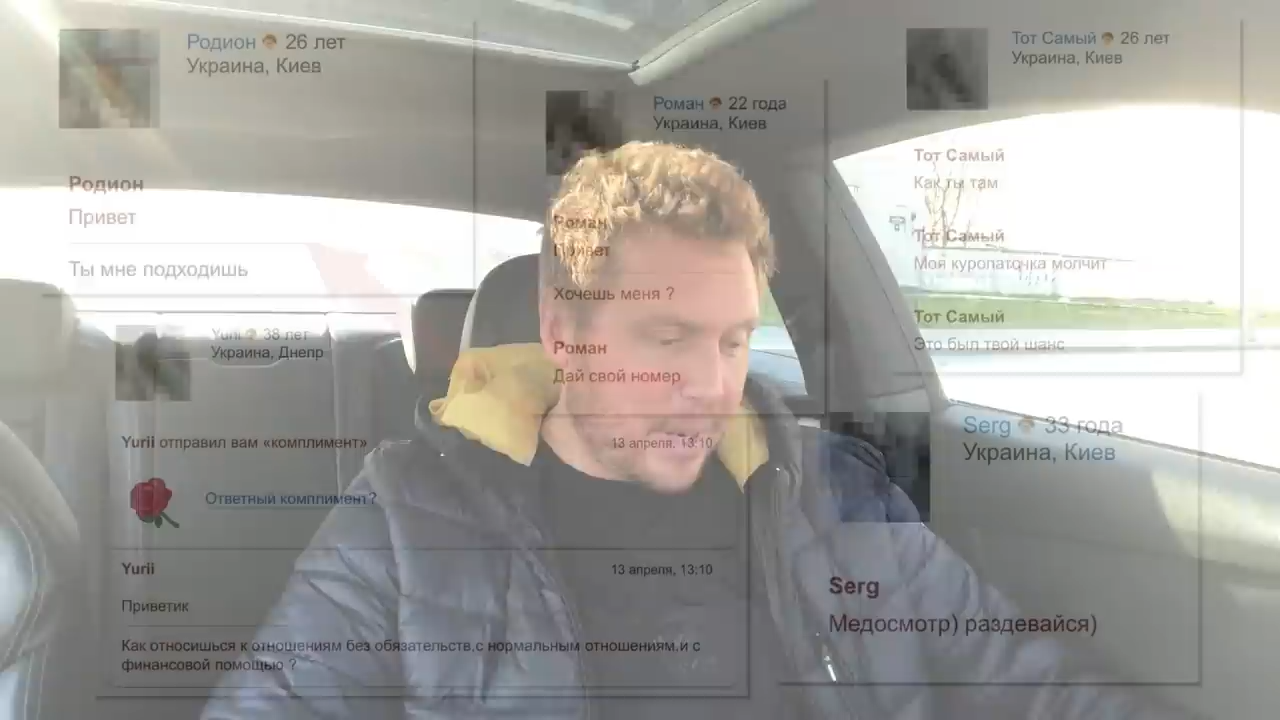 Родион 26 лет
Украина, Киев
Родион
Привет
Ты мне подходишь
Роман 22 года
Украина, Киев
Роман
Привет
Хочешь меня ?
Роман
Дай свой номер
Тот Самый 26 лет
Украина, Киев
Тот Самый
Как ты там
Тот Самый
Моя куропаточка молчит
Тот Самый
Это был твой шанс
Yurii 38 лет
Украина, Днепр
Yurii отправил вам «комплимент» 13 апреля, 13:10
Ответный комплимент?
Yurii 13 апреля, 13:10
Приветик
Как относишься к отношениям без обязательств,с нормальным отношением,и с
финансовой помощью ?
Serg 33 года
Украина, Киев
Serg
Медосмотр) раздевайся)